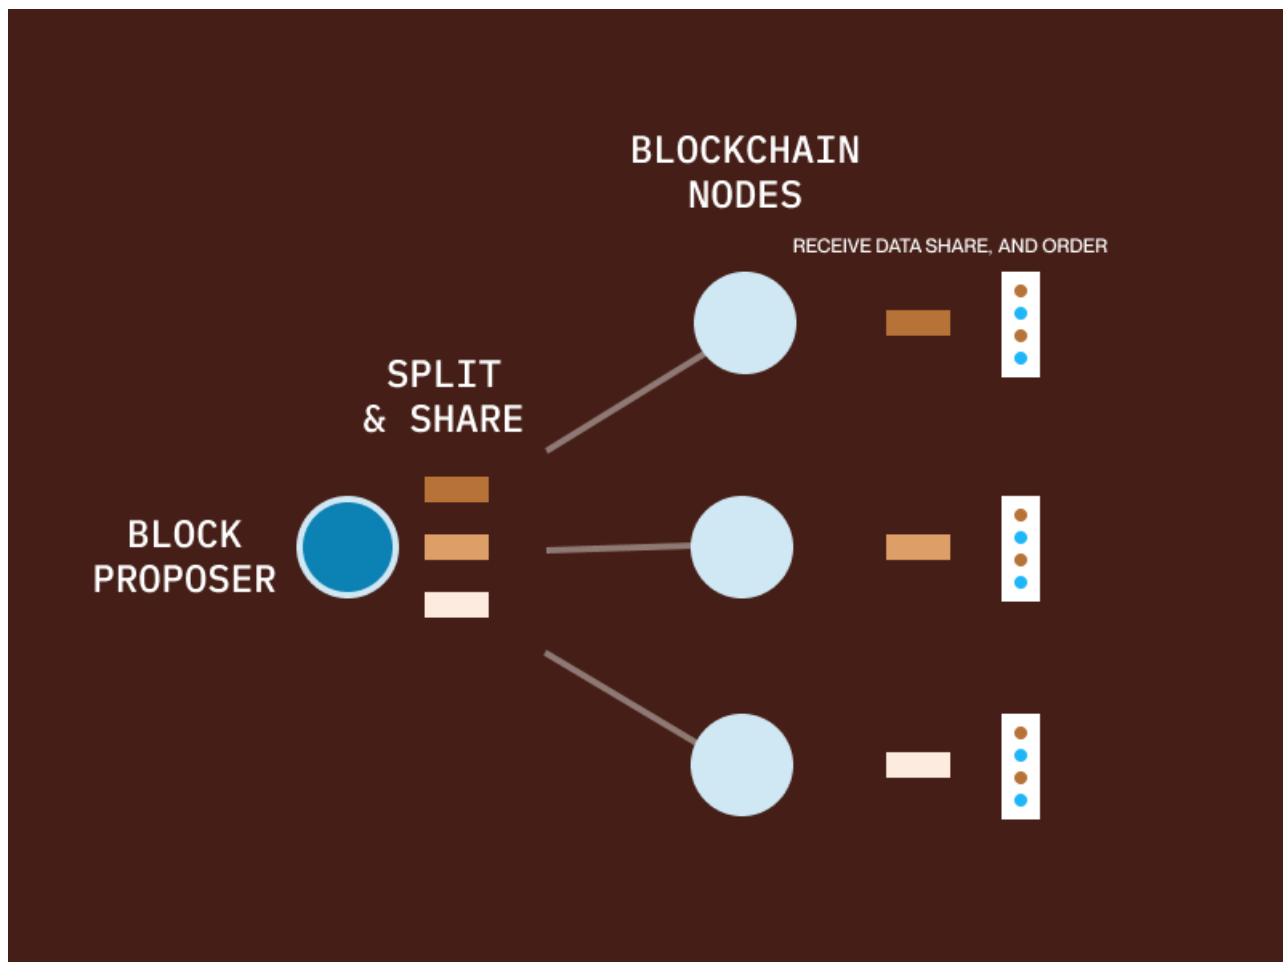 BLOCKCHAIN
NODES
RECEIVE DATA SHARE, AND ORDER
SPLIT
& SHARE
BLOCK
PROPOSER